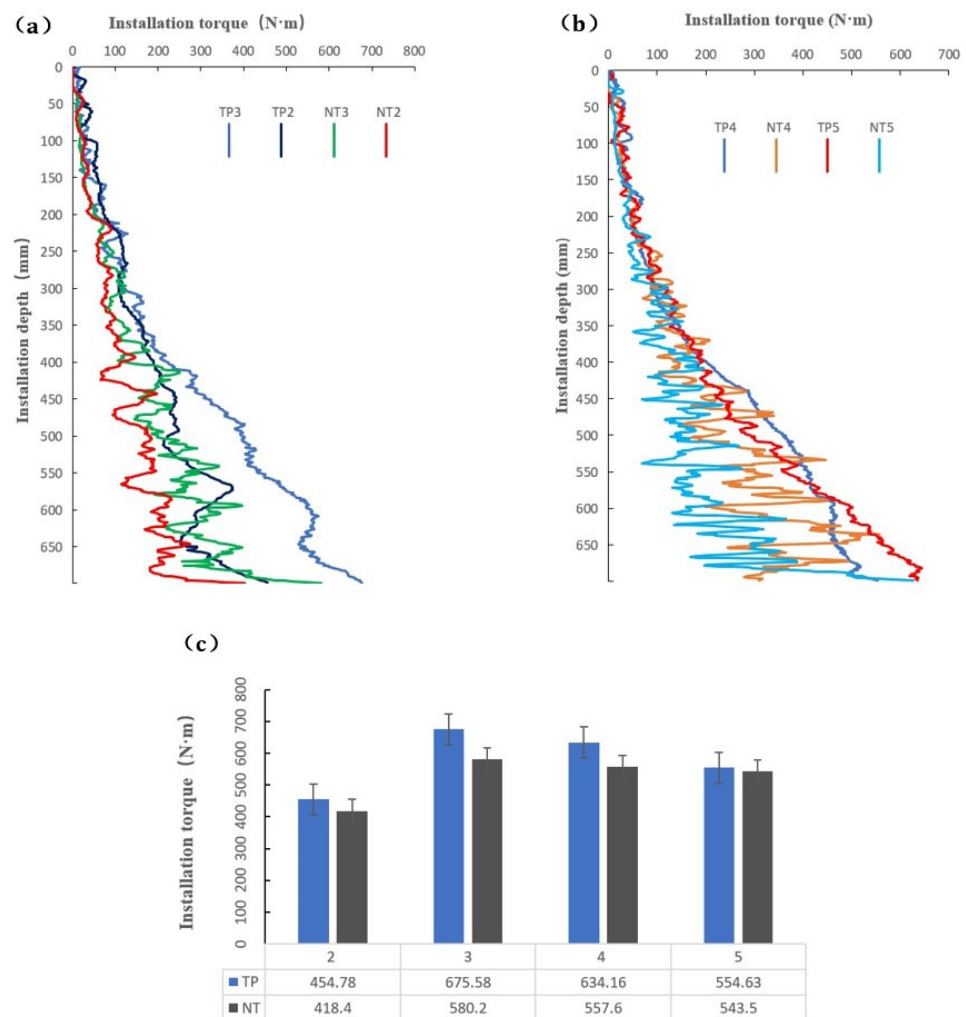 (a)
Installation torque (N·m)
0 100 200 300 400 500 600 700 800
0
50
100
150
200
250
300
350
400
450
500
550
600
650
Installation depth (mm)
TP3 TP2 NT3 NT2
(b)
Installation torque (N·m)
0 100 200 300 400 500 600 700
0
50
100
150
200
250
300
350
400
450
500
550
600
650
Installation depth (mm)
TP4 NT4 TP5 NT5
(c)
Installation torque
(N·m)
800
700
600
500
400
300
200
100
0
2 3 4 5
TP 454.78 675.58 634.16 554.63
NT 418.4 580.2 557.6 543.5